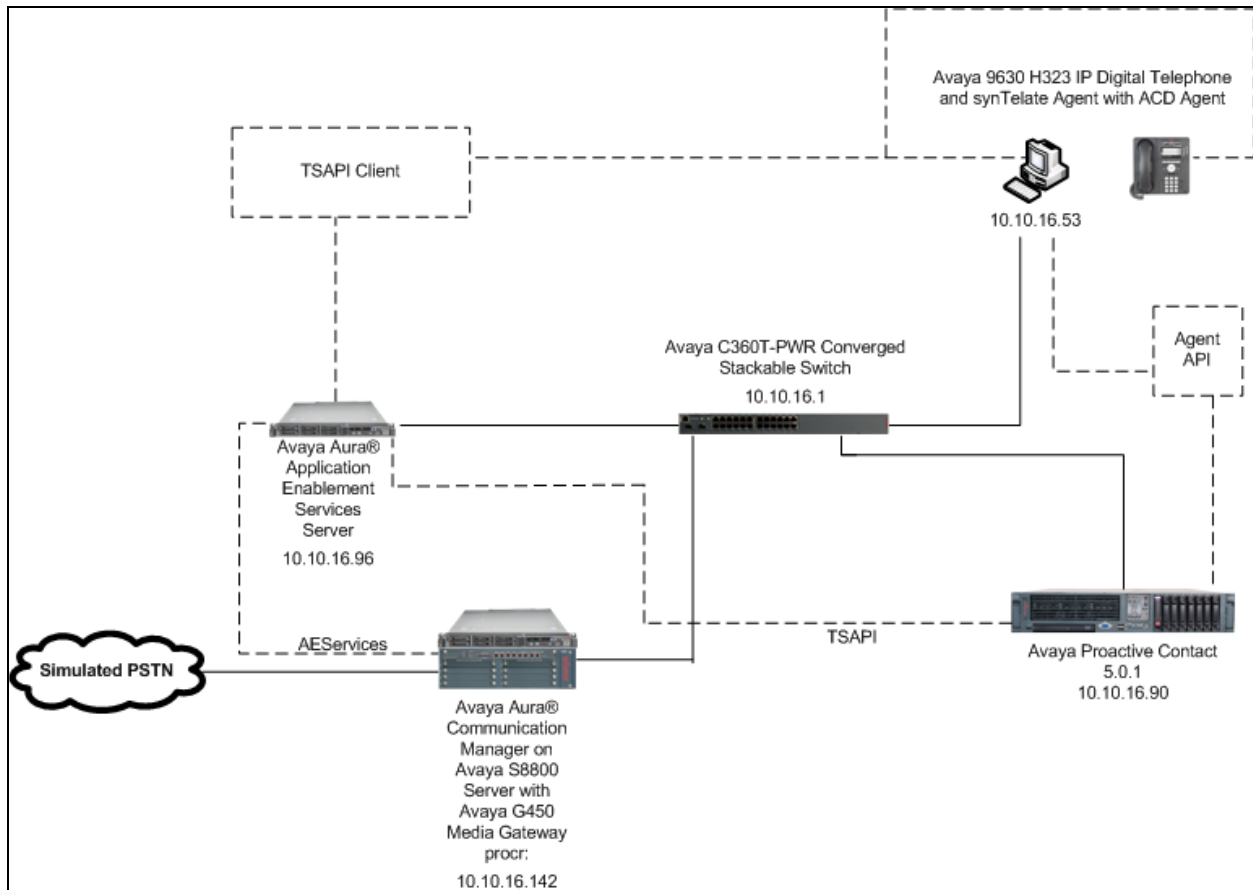 Avaya 9630 H323 IP Digital Telephone
and synTelate Agent with ACD Agent
TSAPI Client
10.10.16.53
Agent
API
Avaya C360T-PWR Converged
Stackable Switch
10.10.16.1
Avaya Aura®
Application
Enablement
Services
Server
10.10.16.96
AEServices
TSAPI
Simulated PSTN
Avaya Proactive Contact
5.0.1
10.10.16.90
Avaya Aura®
Communication
Manager on
Avaya S8800
Server with
Avaya G450
Media Gateway
procr:
10.10.16.142